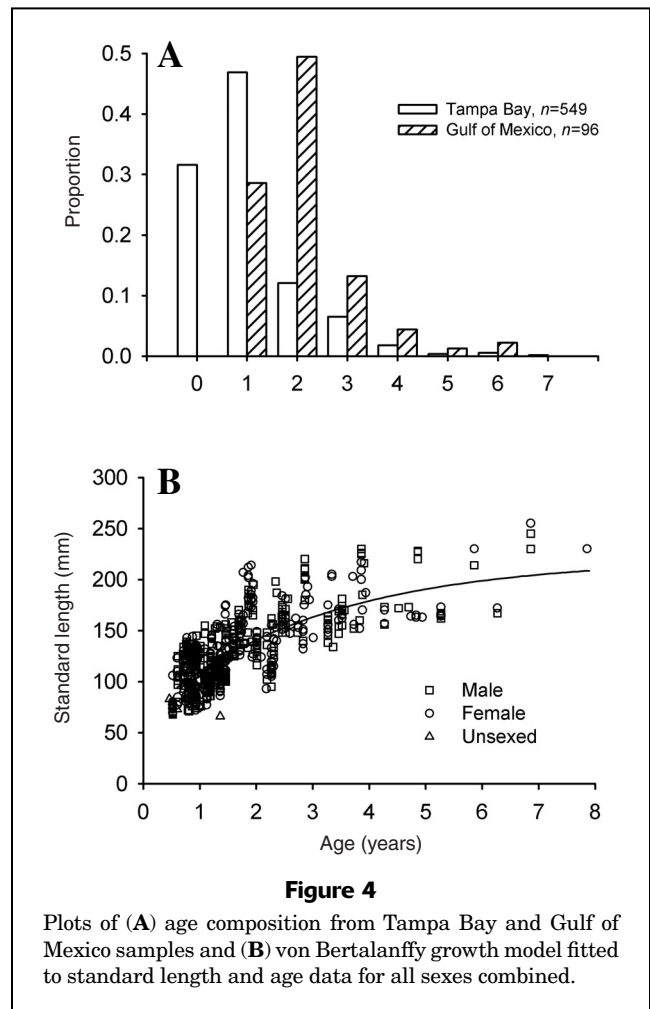 A
0.5
0.4
0.3
0.2
0.1
0.0
Proportion
Tampa Bay, n=549
Gulf of Mexico, n=96
0 1 2 3 4 5 6 7
B
300
250
200
150
100
50
0
Standard length (mm)
Male
Female
Unsexed
0 1 2 3 4 5 6 7 8
Age (years)
Figure 4
Plots of (A) age composition from Tampa Bay and Gulf of
Mexico samples and (B) von Bertalanffy growth model fitted
to standard length and age data for all sexes combined.